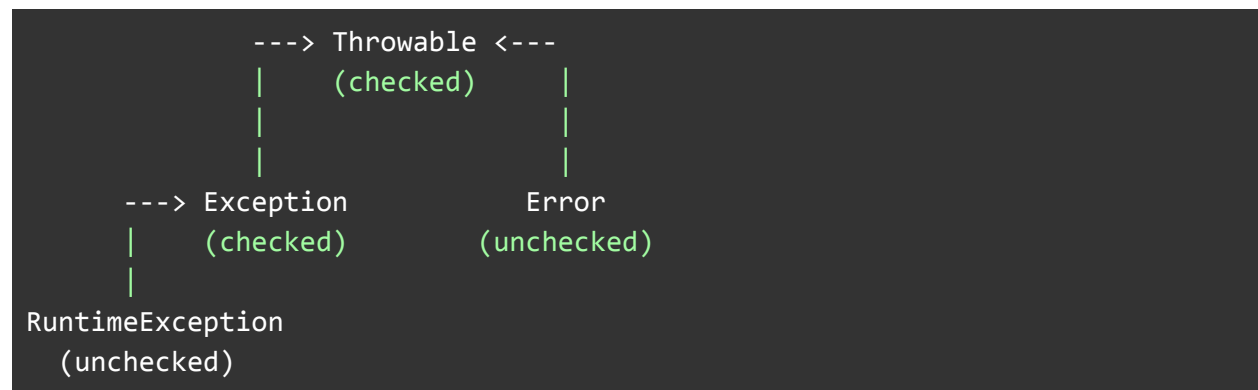 ---> Throwable <---
| (checked) |
| |
| |
---> Exception Error
| (checked) (unchecked)
|
RuntimeException
(unchecked)